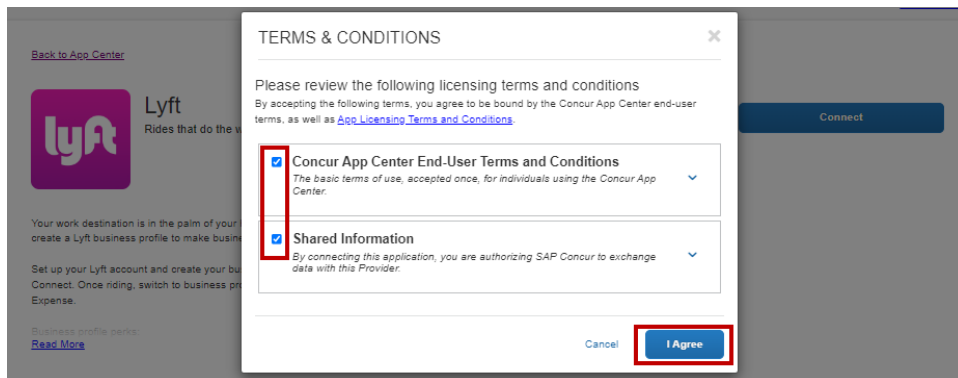 TERMS & CONDITIONS
Back to App Center
Please review the following licensing terms and conditions
By accepting the following terms, you agree to be bound by the Concur App Center end-user
terms, as well as App Licensing Terms and Conditions.
lyft
Lyft
Rides that do the
Connect
Concur App Center End-User Terms and Conditions
The basic terms of use, accepted once, for individuals using the Concur App
Center.
Your work destination is in the palm of your
create a Lyft business profile to make
Shared Information
By connecting this application, you are authorizing SAP Concur to exchange
data with this Provider.
Set up your Lyft account and create your
Connect. Once riding, switch to business
Expense.
Business profile perks:
Read More
Cancel
I Agree